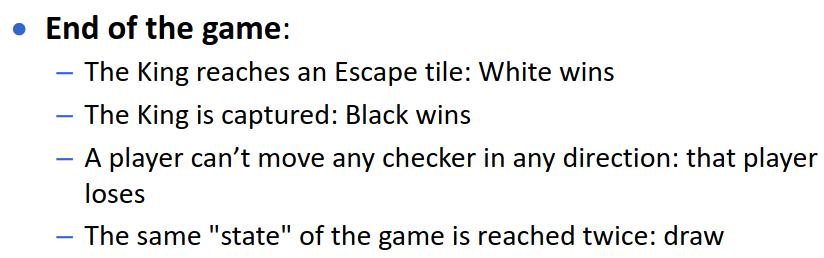 • End of the game:
– The King reaches an Escape tile: White wins
– The King is captured: Black wins
– A player can’t move any checker in any direction: that player
loses
– The same "state" of the game is reached twice: draw